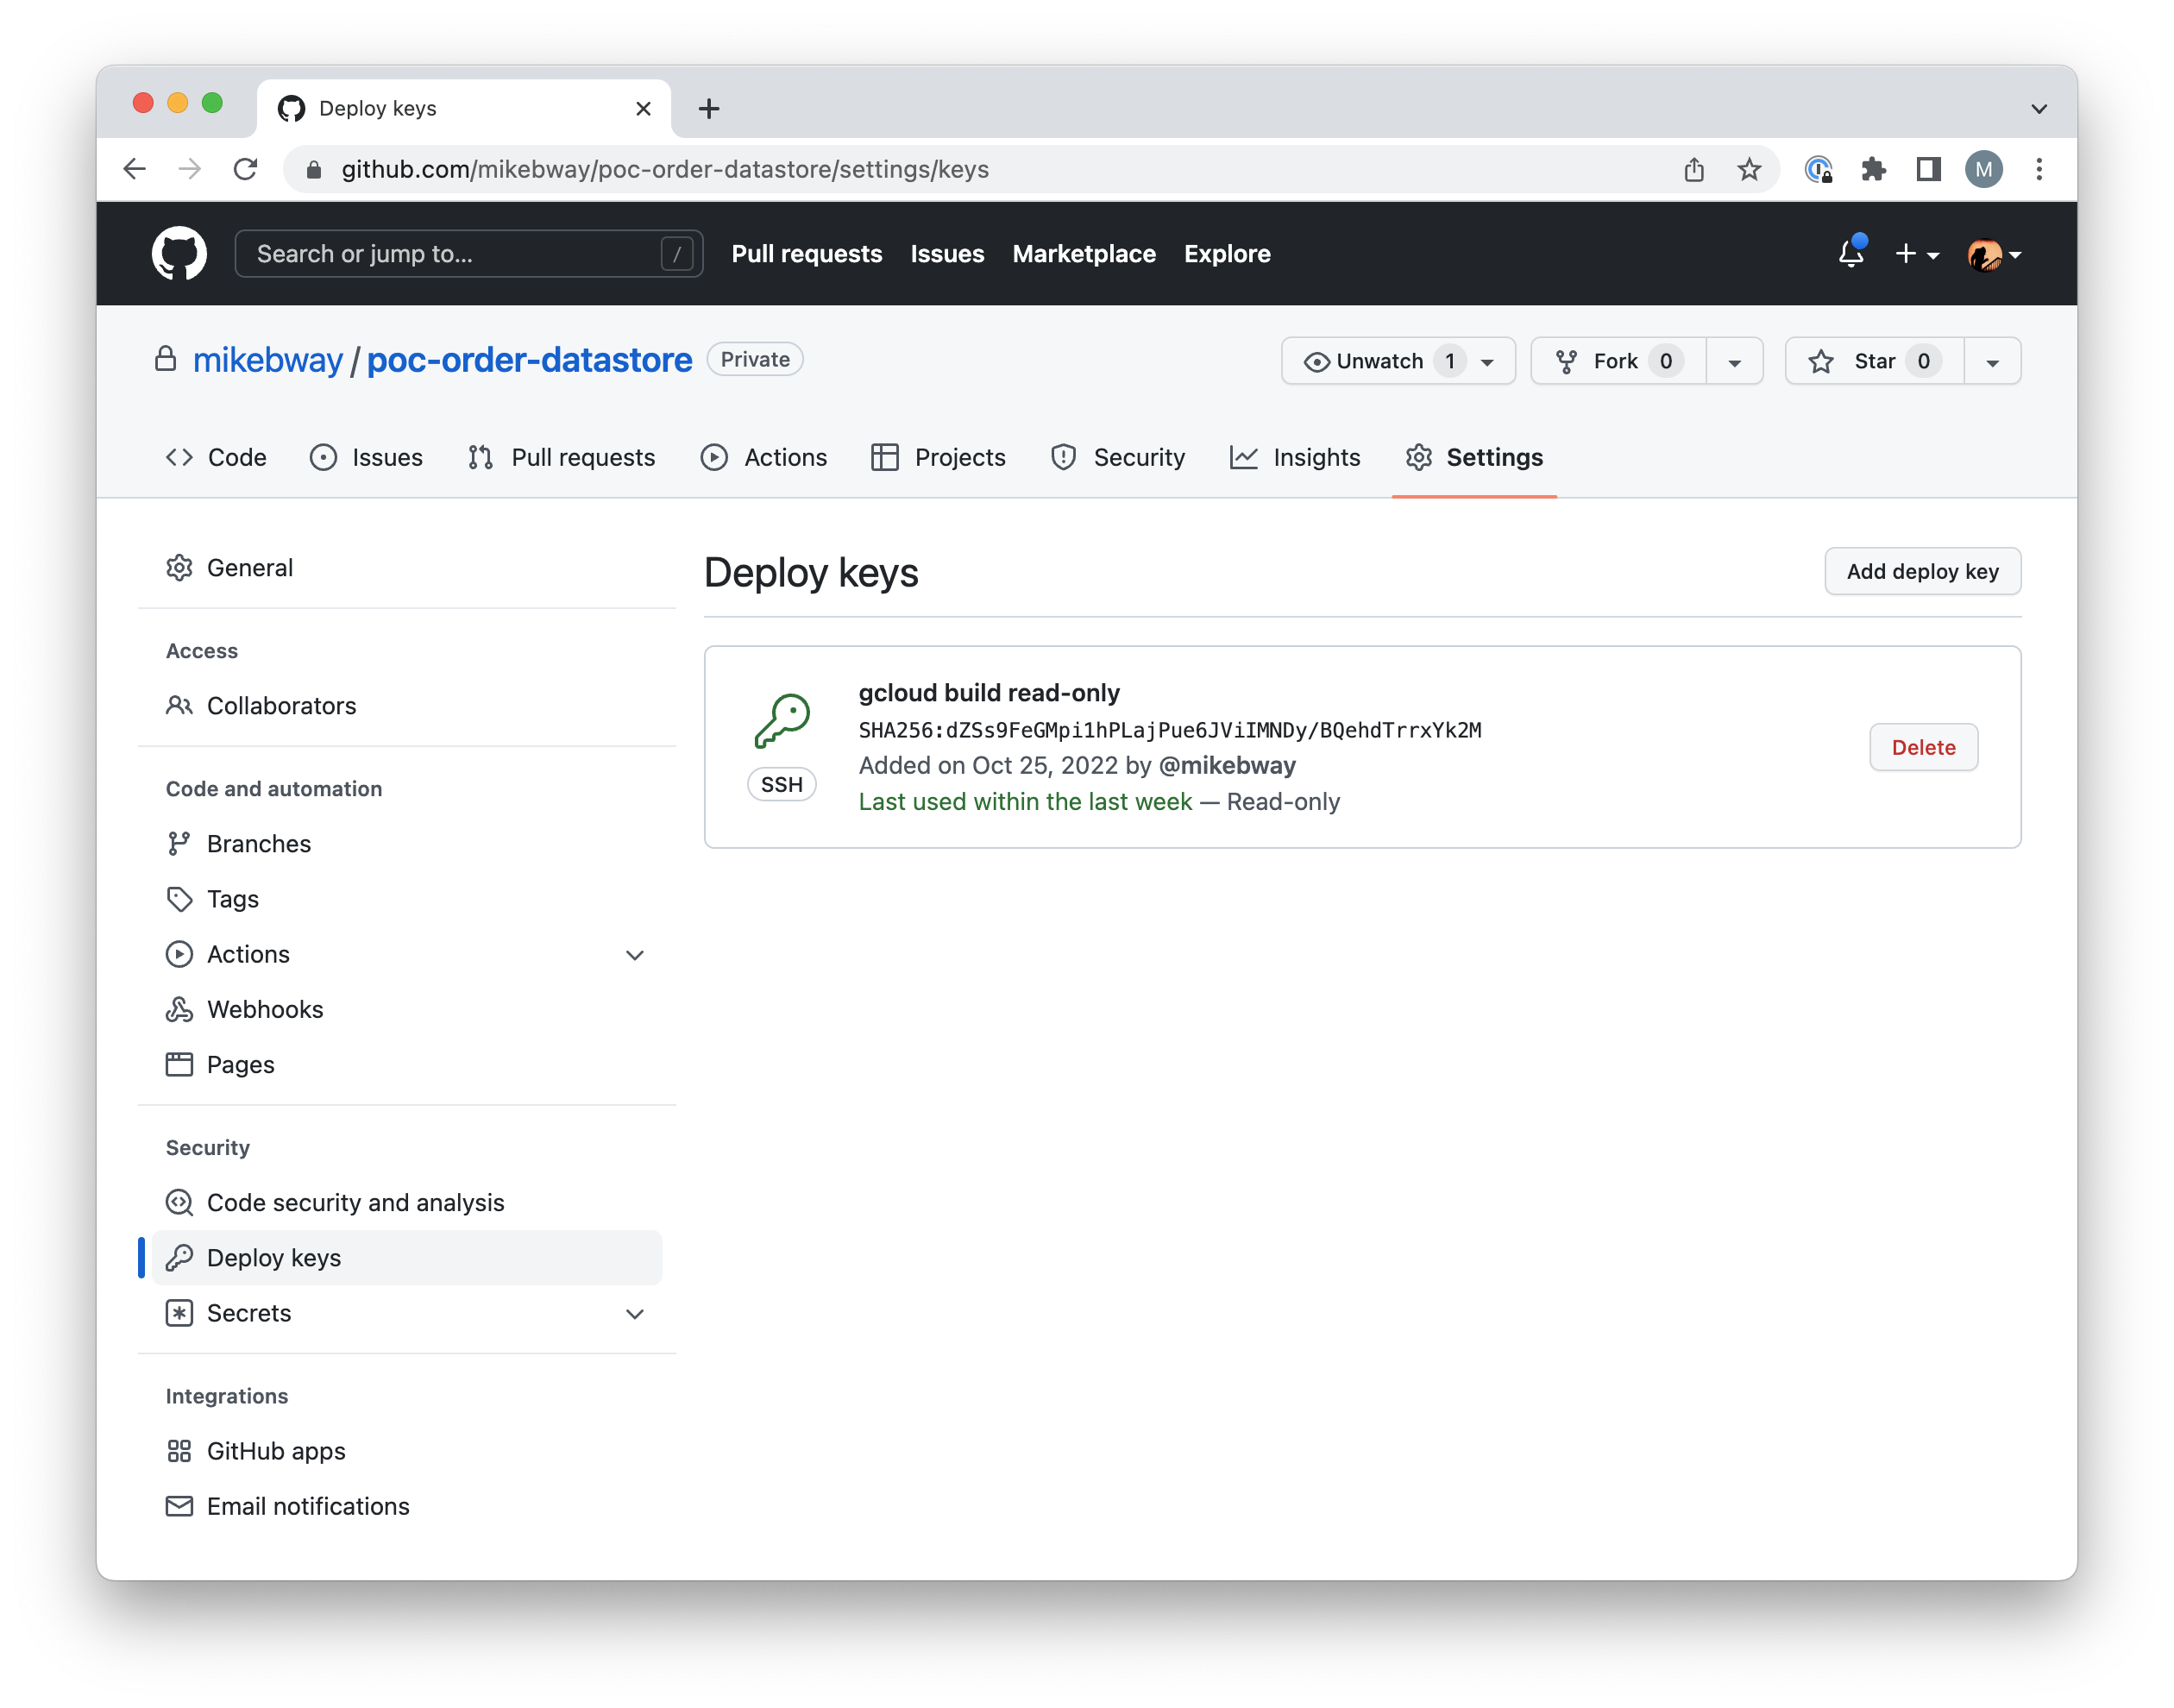 Deploy keys
github.com/mikebway/poc-order-datastore/settings/keys
M
Search or jump to... /
Pull requests Issues Marketplace Explore
mikebway / poc-order-datastore Private
Unwatch 1 Fork 0 Star 0
Code Issues Pull requests Actions Projects Security Insights Settings
General
Access
Collaborators
Code and automation
Branches
Tags
Actions
Webhooks
Pages
Security
Code security and analysis
Deploy keys
Secrets
Integrations
GitHub apps
Email notifications
Deploy keys
Add deploy key
gcloud build read-only
SHA256:dZSs9FeGMpi1hPLajPue6JViIMNDy/BQehdTrrxYk2M
Added on Oct 25, 2022 by @mikebway
Last used within the last week — Read-only
SSH
Delete